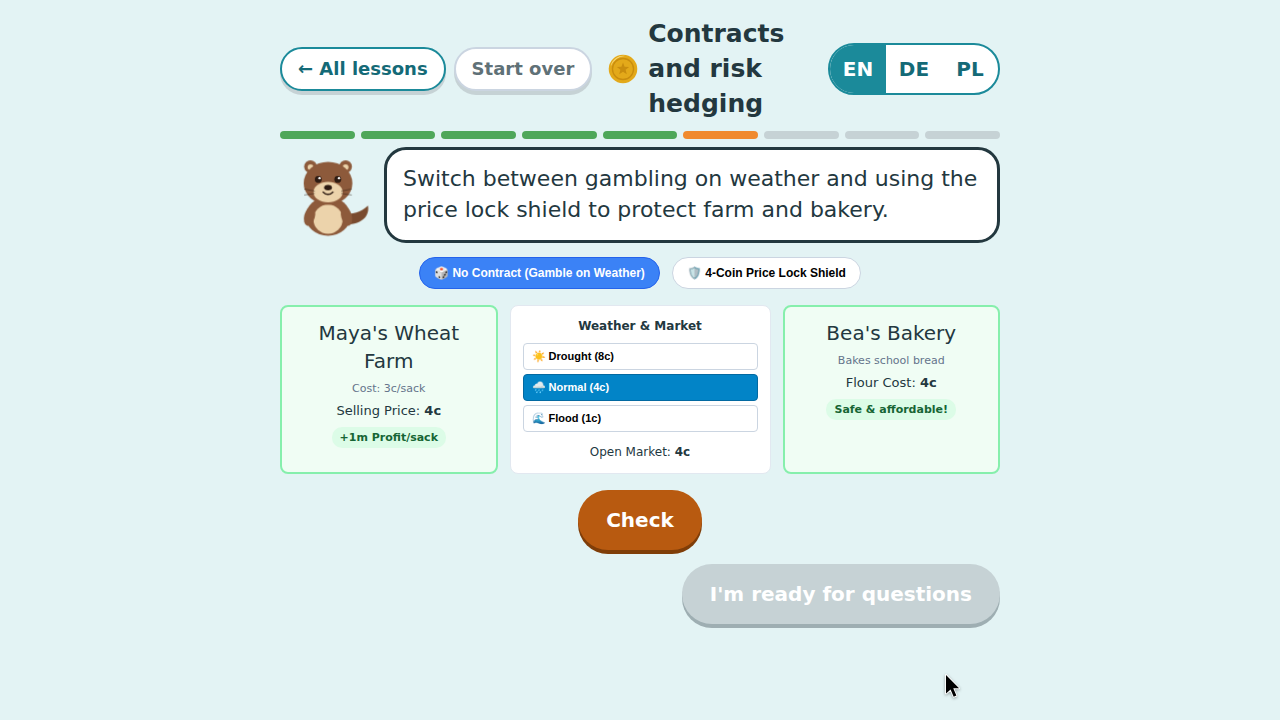 ← All lessons
Start over
Contracts
and risk
hedging
EN DE PL
Switch between gambling on weather and using the
price lock shield to protect farm and bakery.
🎲 No Contract (Gamble on Weather)
🛡️ 4-Coin Price Lock Shield
Maya's Wheat
Farm
Cost: 3c/sack
Selling Price: 4c
+1m Profit/sack
Weather & Market
☀️ Drought (8c)
🌧️ Normal (4c)
🌊 Flood (1c)
Open Market: 4c
Bea's Bakery
Bakes school bread
Flour Cost: 4c
Safe & affordable!
Check
I'm ready for questions